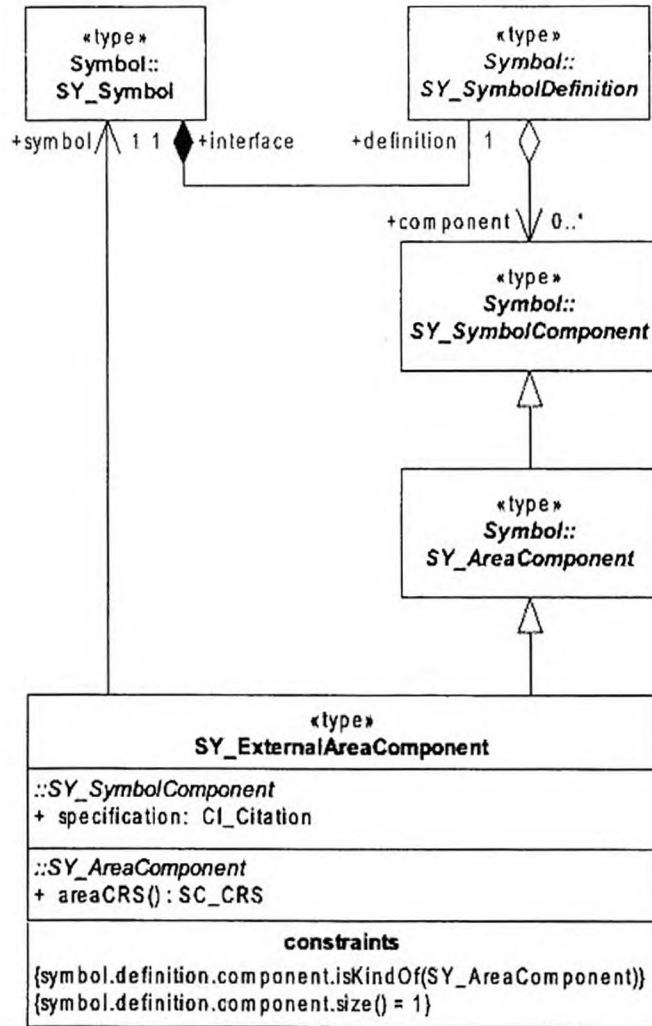 «type»
Symbol::
SY_Symbol
«type»
Symbol::
SY_SymbolDefinition
+symbol 1 1 +interface +definition 1
+component 0..*
«type»
Symbol::
SY_SymbolComponent
«type»
Symbol::
SY_AreaComponent
«type»
SY_ExternalAreaComponent
::SY_SymbolComponent
+ specification: CI_Citation
::SY_AreaComponent
+ areaCRS() : SC_CRS
constraints
{symbol.definition.component.isKindOf(SY_AreaComponent)}
{symbol.definition.component.size() = 1}